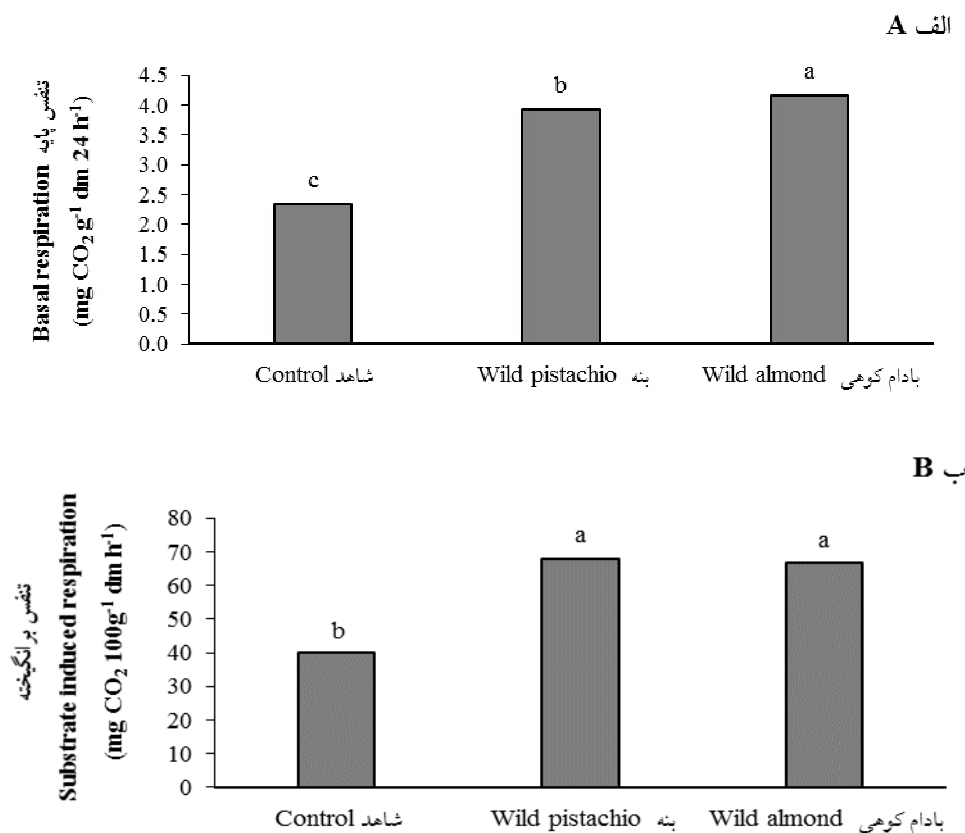 الف A
تنفس پایه Basal respiration
(mg CO₂ g⁻¹ dm 24 h⁻¹)
4.5
4.0
3.5
3.0
2.5
2.0
1.5
1.0
0.5
0.0
c
b
a
Control شاهد
Wild pistachio بنه
Wild almond بادام کوهی
ب B
تنفس برانگیخته
Substrate induced respiration
(mg CO₂ 100g⁻¹ dm h⁻¹)
80
70
60
50
40
30
20
10
0
b
a
a
Control شاهد
Wild pistachio بنه
Wild almond بادام کوهی